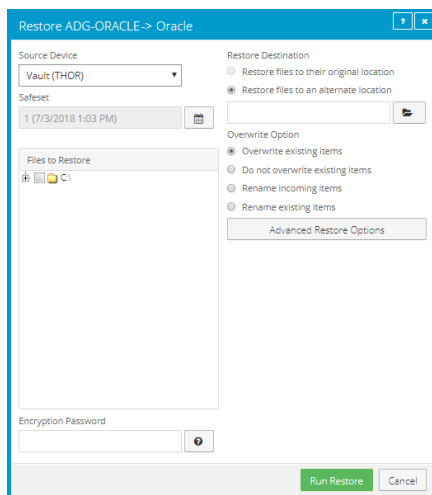 Restore ADG-ORACLE-> Oracle
?
×
Source Device
Vault (THOR)
Safeset
1 (7/3/2018 1:03 PM)
Files to Restore
C:\
Encryption Password
?
Restore Destination
Restore files to their original location
Restore files to an alternate location
Overwrite Option
Overwrite existing items
Do not overwrite existing items
Rename incoming items
Rename existing items
Advanced Restore Options
Run Restore
Cancel